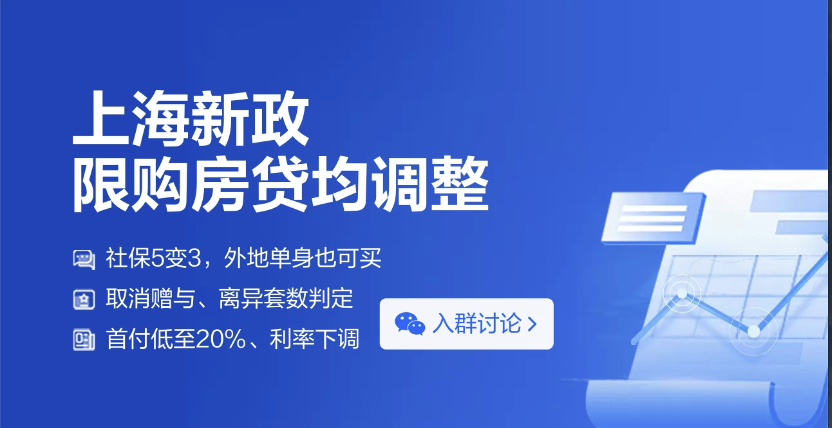 上海新政
限购房贷均调整
社保5变3，外地单身也可买
取消赠与、离异套数判定
首付低至20%、利率下调
入群讨论